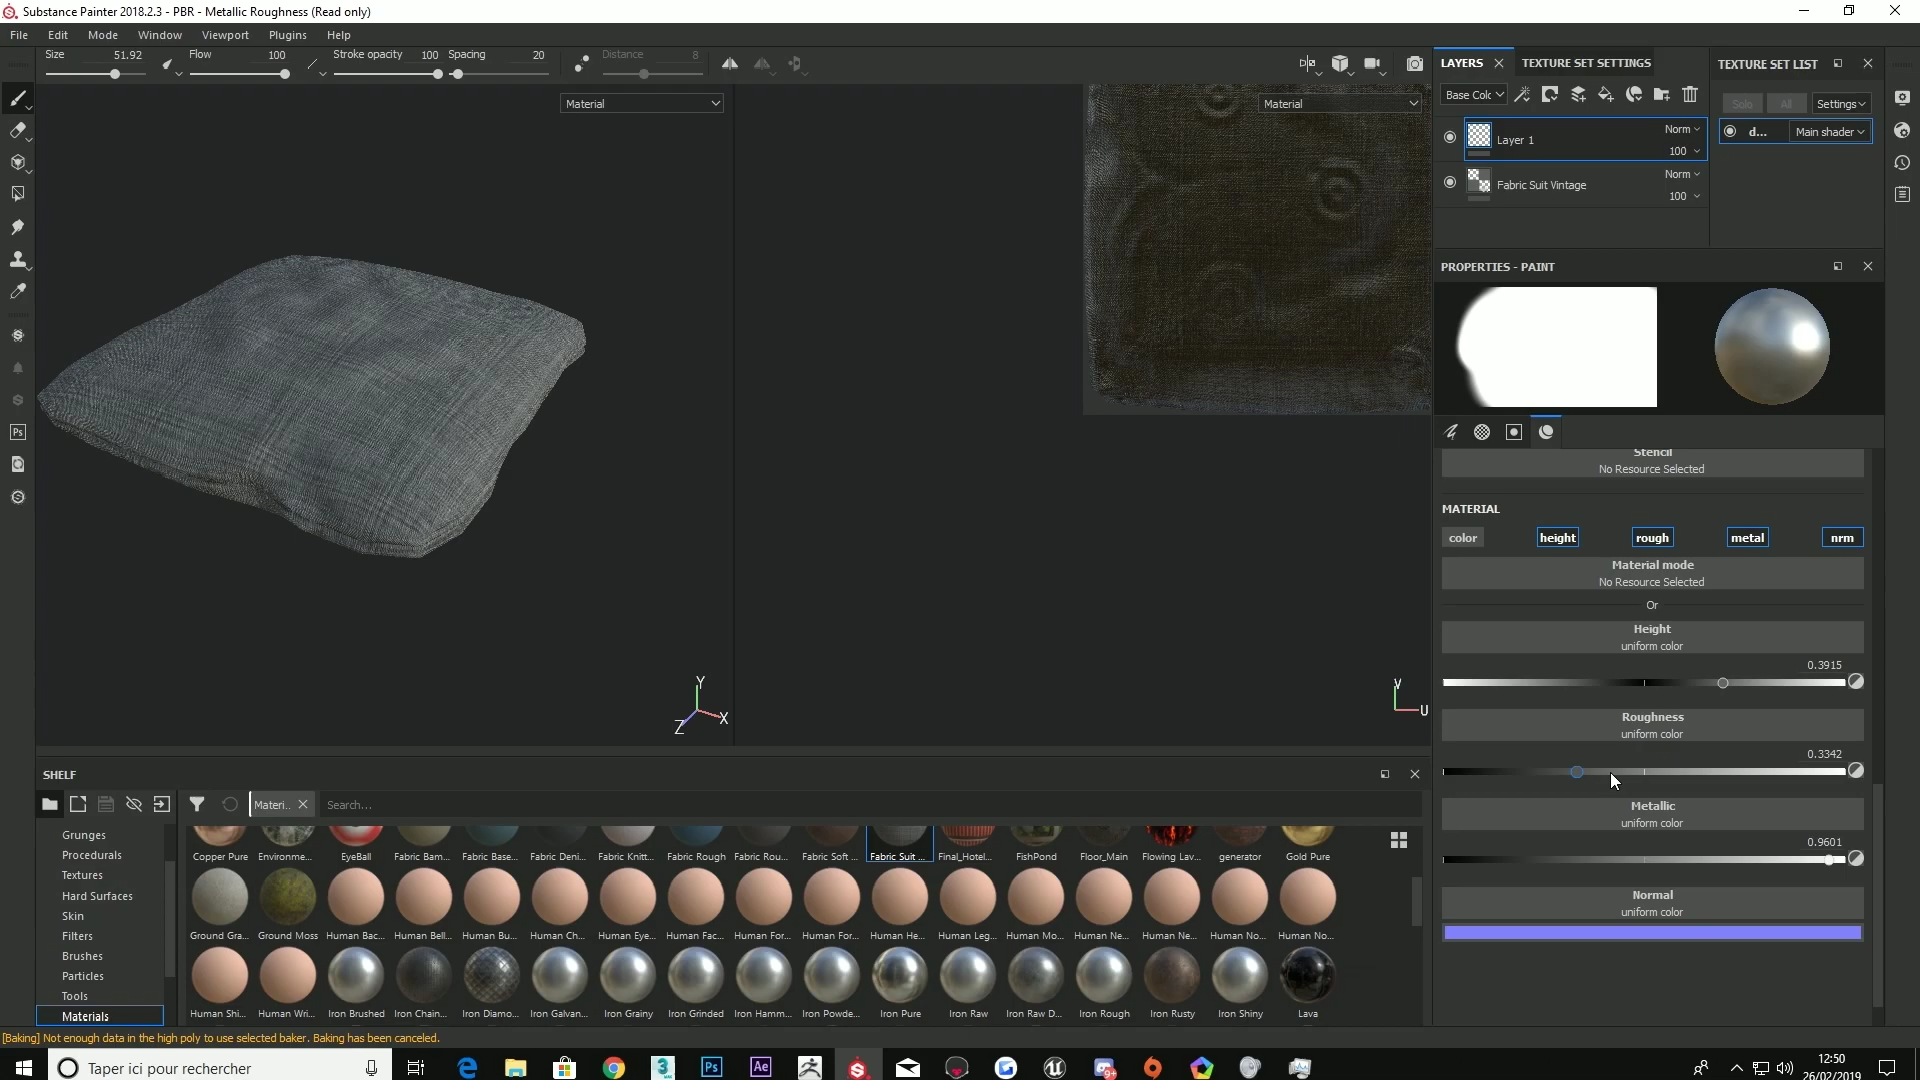 Substance Painter 2018.2.3 - PBR - Metallic Roughness (Read only)
File Edit Mode Window Viewport Plugins Help
Size 51.92 Flow 100 Stroke opacity 100 Spacing 20 Distance 8
Material
Material
LAYERS TEXTURE SET SETTINGS
Base Colc
Layer 1
Norm
100
Fabric Suit Vintage
Norm
100
TEXTURE SET LIST
Solo All Settings
d... Main shader
PROPERTIES - PAINT
Stencil
No Resource Selected
MATERIAL
color height rough metal nrm
Material mode
No Resource Selected
Or
Height
uniform color
0.3915
Roughness
uniform color
0.3342
Metallic
uniform color
0.9601
Normal
uniform color
Y
X
Z
V
U
SHELF
Materi.. Search...
Grunges
Procedurals
Textures
Hard Surfaces
Skin
Filters
Brushes
Particles
Tools
Materials
Copper Pure Environme... EyeBall Fabric Bam... Fabric Base... Fabric Deni... Fabric Knitt... Fabric Rough Fabric Rou... Fabric Soft ... Fabric Suit ... Final_Hotel... FishPond Floor_Main Flowing Lav... generator Gold Pure
Ground Gra... Ground Moss Human Bac... Human Bell... Human Bu... Human Ch... Human Eye... Human Fac... Human For... Human For... Human He... Human Leg... Human Mo... Human Ne... Human Ne... Human No... Human No...
Human Shi... Human Wri... Iron Brushed Iron Chain... Iron Diamo... Iron Galvan... Iron Grainy Iron Grinded Iron Hamm... Iron Powde... Iron Pure Iron Raw Iron Raw D... Iron Rough Iron Rusty Iron Shiny Lava
[Baking] Not enough data in the high poly to use selected baker. Baking has been canceled.
Taper ici pour rechercher
Ps
3
Ps
Ae
9+
12:50
26/02/2019